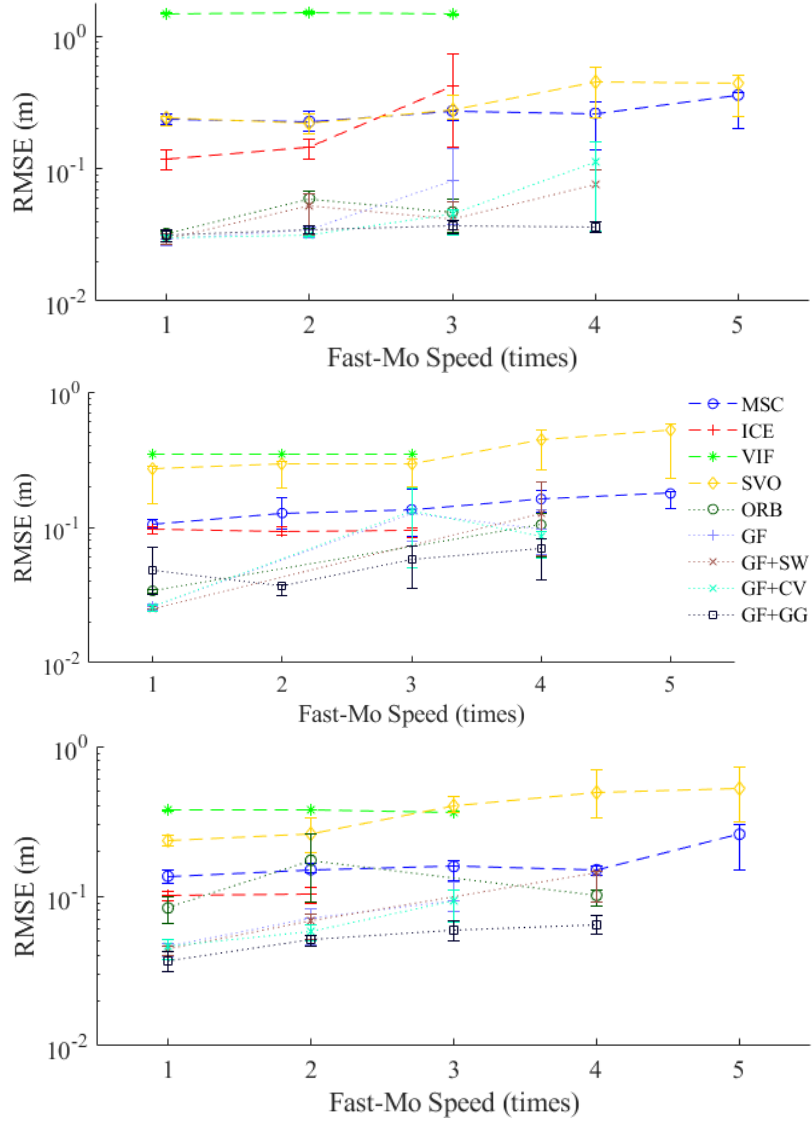 RMSE (m)
10^0
10^-1
10^-2
1 2 3 4 5
Fast-Mo Speed (times)
RMSE (m)
10^0
10^-1
10^-2
1 2 3 4 5
Fast-Mo Speed (times)
MSC
ICE
VIF
SVO
ORB
GF
GF+SW
GF+CV
GF+GG
RMSE (m)
10^0
10^-1
10^-2
1 2 3 4 5
Fast-Mo Speed (times)